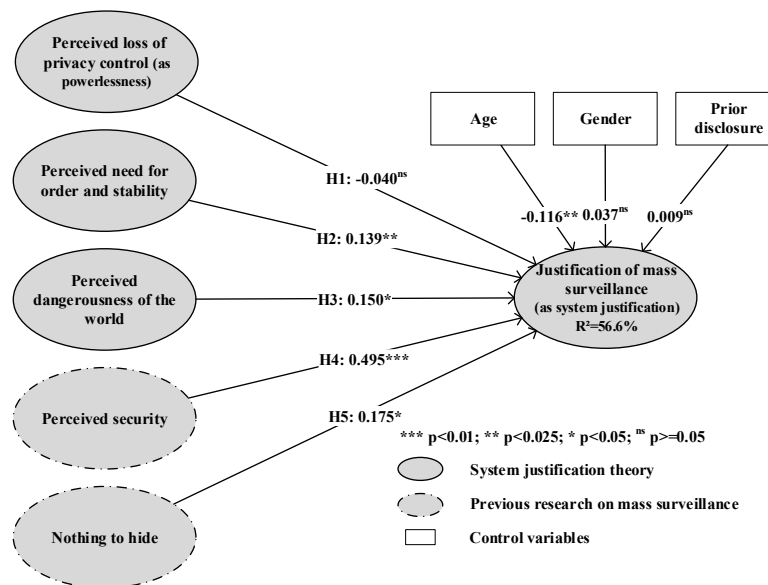 Perceived loss of
privacy control (as
powerlessness)
Age
Gender
Prior
disclosure
Perceived need for
order and stability
H1: -0.040ns
-0.116**
0.037ns
0.009ns
H2: 0.139**
Perceived
dangerousness of the
world
H3: 0.150*
Justification of mass
surveillance
(as system justification)
R²=56.6%
H4: 0.495***
Perceived security
H5: 0.175*
*** p<0.01; ** p<0.025; * p<0.05; ns p>=0.05
System justification theory
Previous research on mass surveillance
Nothing to hide
Control variables